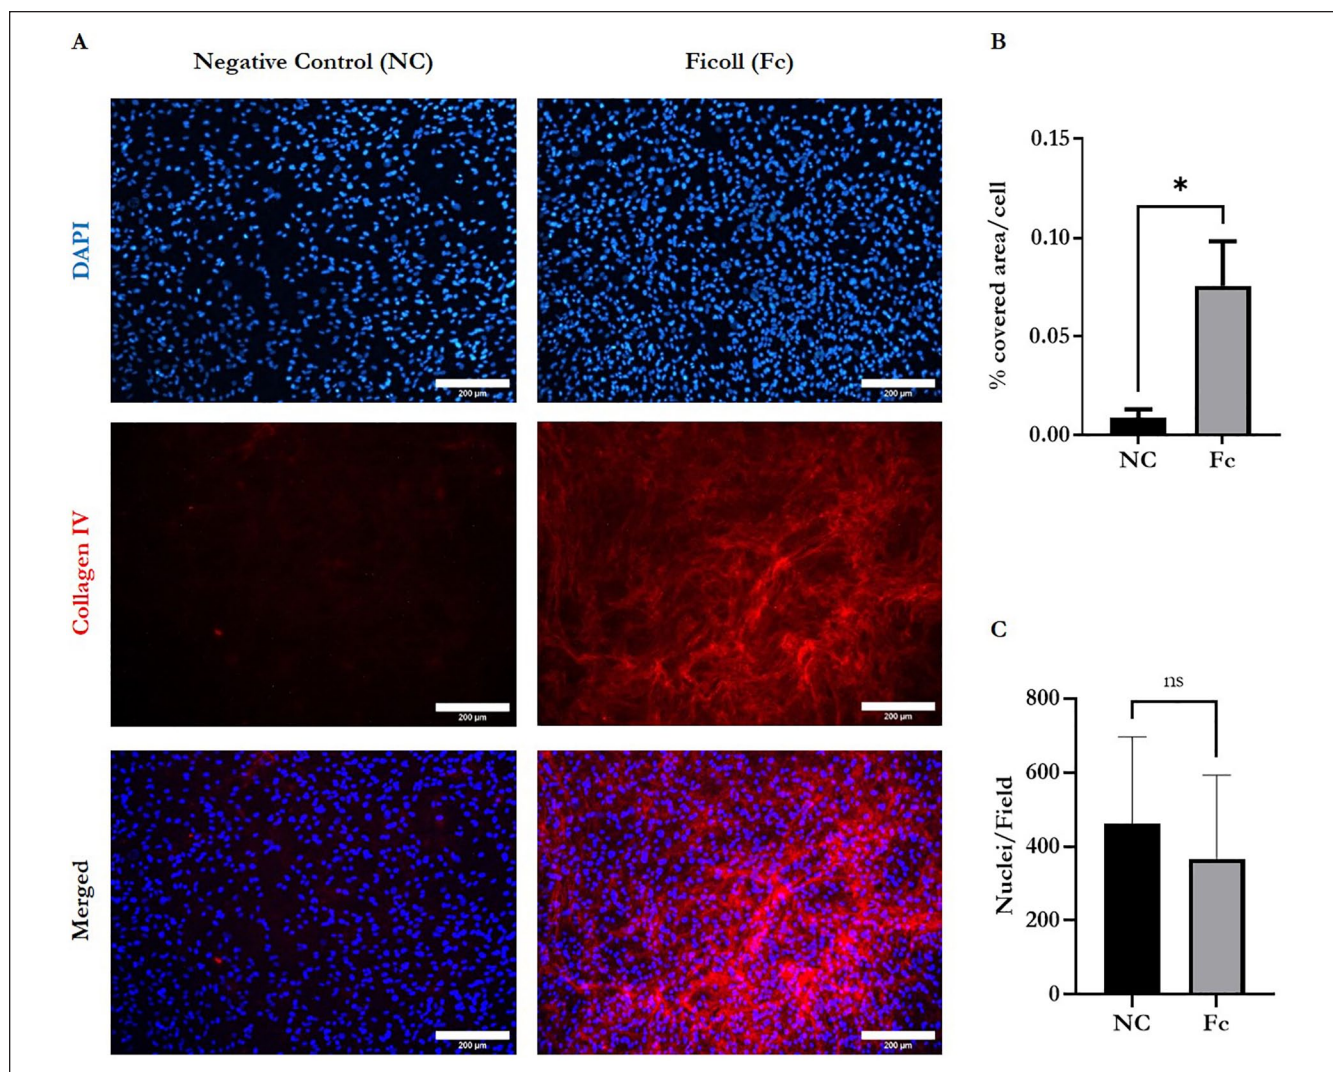 A
Negative Control (NC)
Ficoll (Fc)
DAPI
200 µm
200 µm
Collagen IV
200 µm
200 µm
Merged
200 µm
200 µm
B
% covered area/cell
0.15
0.10
0.05
0.00
*
NC Fc
C
Nuclei/Field
800
600
400
200
0
ns
NC Fc